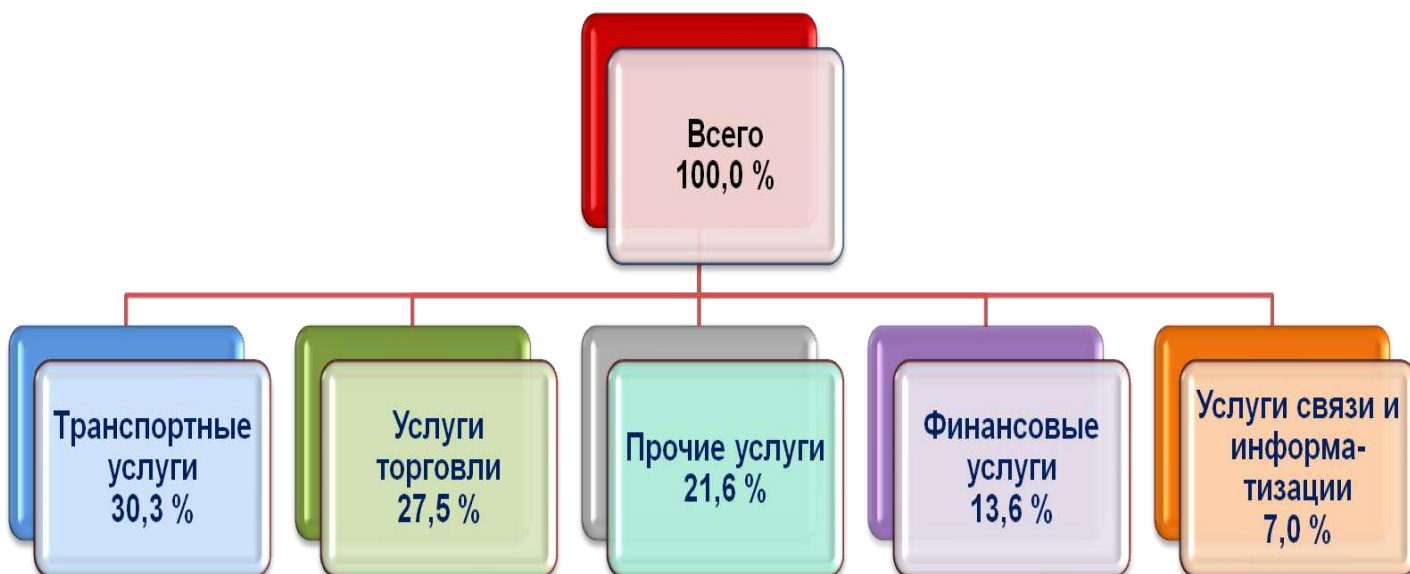 Всего
100,0 %
Транспортные
услуги
30,3 %
Услуги
торговли
27,5 %
Прочие услуги
21,6 %
Финансовые
услуги
13,6 %
Услуги связи и
информа-
тизации
7,0 %